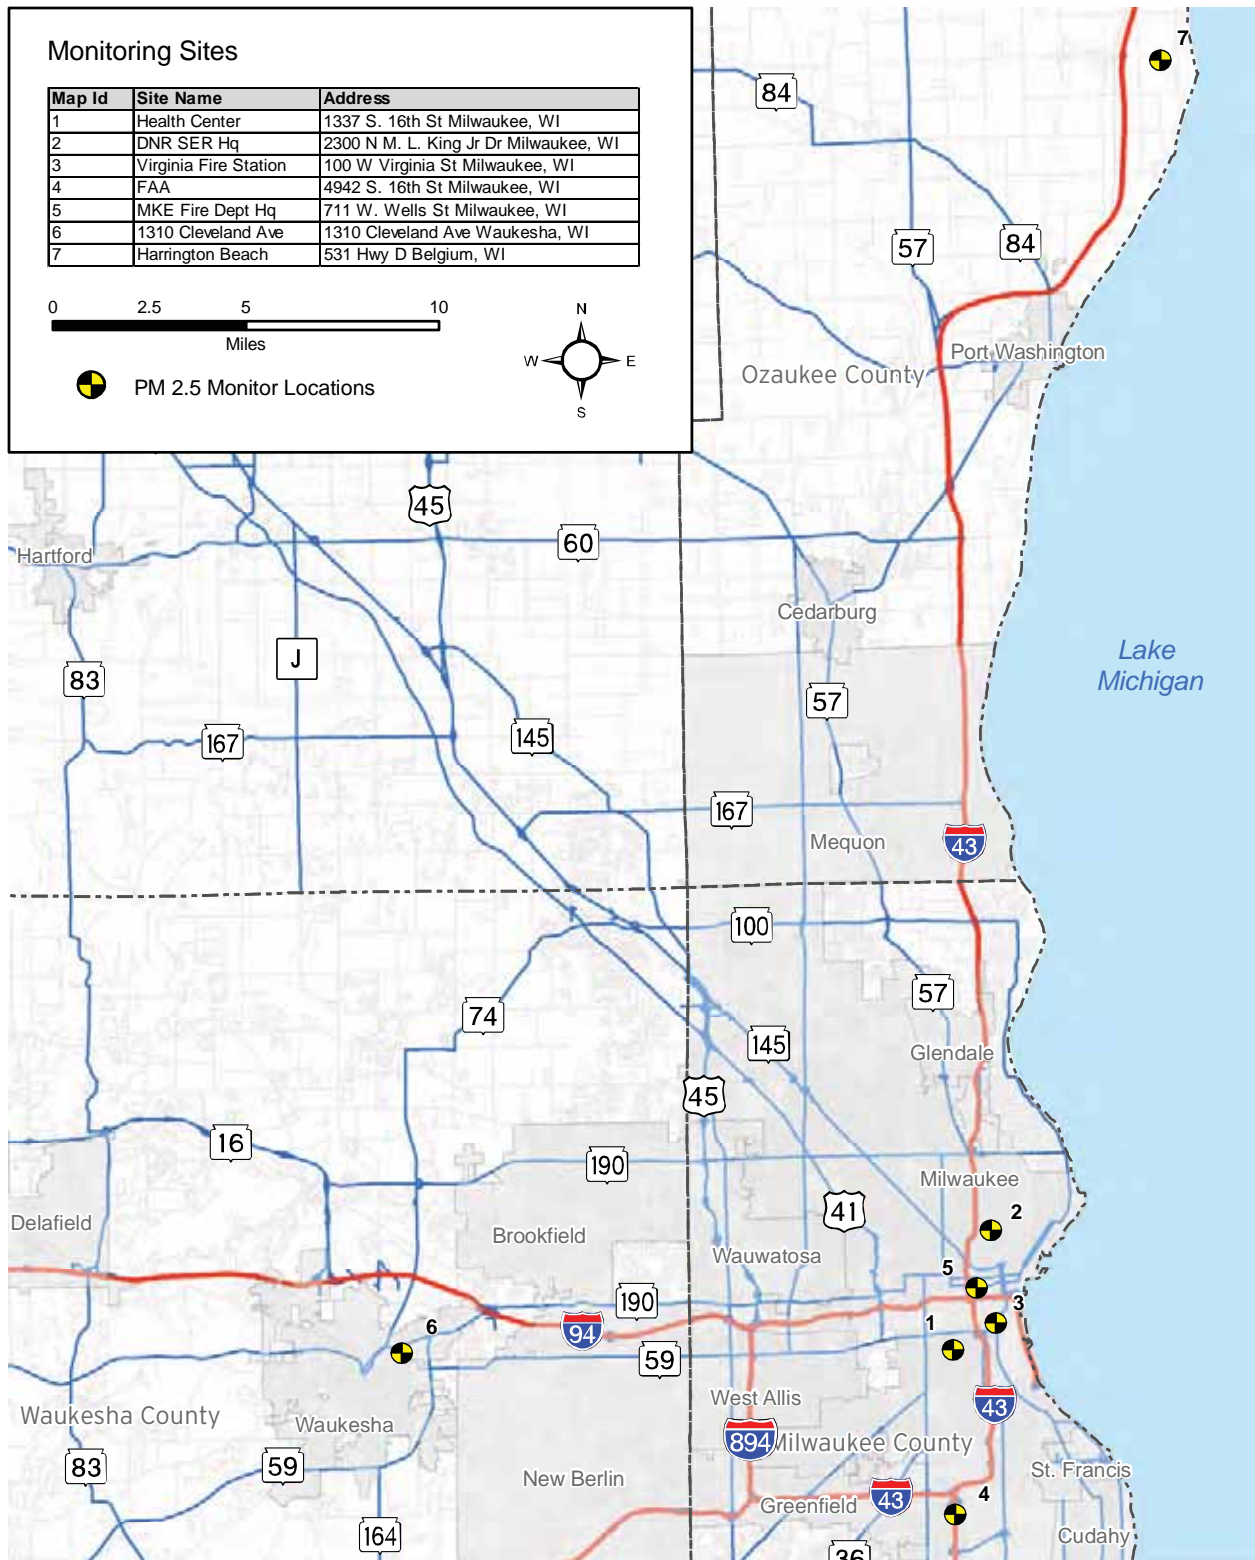 Monitoring Sites
Map Id Site Name Address
1 Health Center 1337 S. 16th St Milwaukee, WI
2 DNR SER Hq 2300 N M. L. King Jr Dr Milwaukee, WI
3 Virginia Fire Station 100 W Virginia St Milwaukee, WI
4 FAA 4942 S. 16th St Milwaukee, WI
5 MKE Fire Dept Hq 711 W. Wells St Milwaukee, WI
6 1310 Cleveland Ave 1310 Cleveland Ave Waukesha, WI
7 Harrington Beach 531 Hwy D Belgium, WI
0 2.5 5 10
Miles
N
W E
S
PM 2.5 Monitor Locations
7
84
57
84
Port Washington
Ozaukee County
45
60
Hartford
Cedarburg
J
Lake
Michigan
83
57
167
145
167
Mequon
43
100
57
74
145
Glendale
45
16
190
Milwaukee
Delafield
41
2
Brookfield
Wauwatosa
5
190
3
6
94
1
59
West Allis
43
Waukesha County
Waukesha
894
Milwaukee County
83
59
New Berlin
St. Francis
Greenfield
43
4
164
Cudahy
36